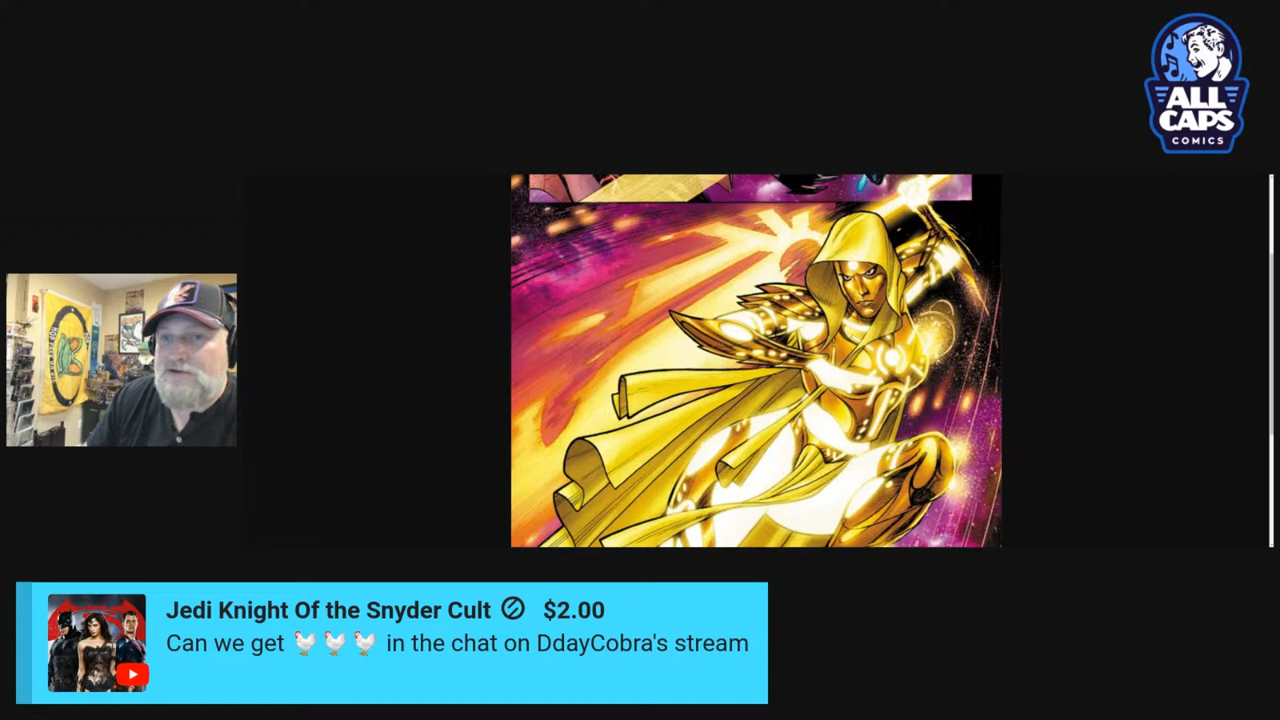 ALL
CAPS
COMICS
Jedi Knight Of the Snyder Cult $2.00
Can we get 🐔🐔🐔 in the chat on DdayCobra's stream